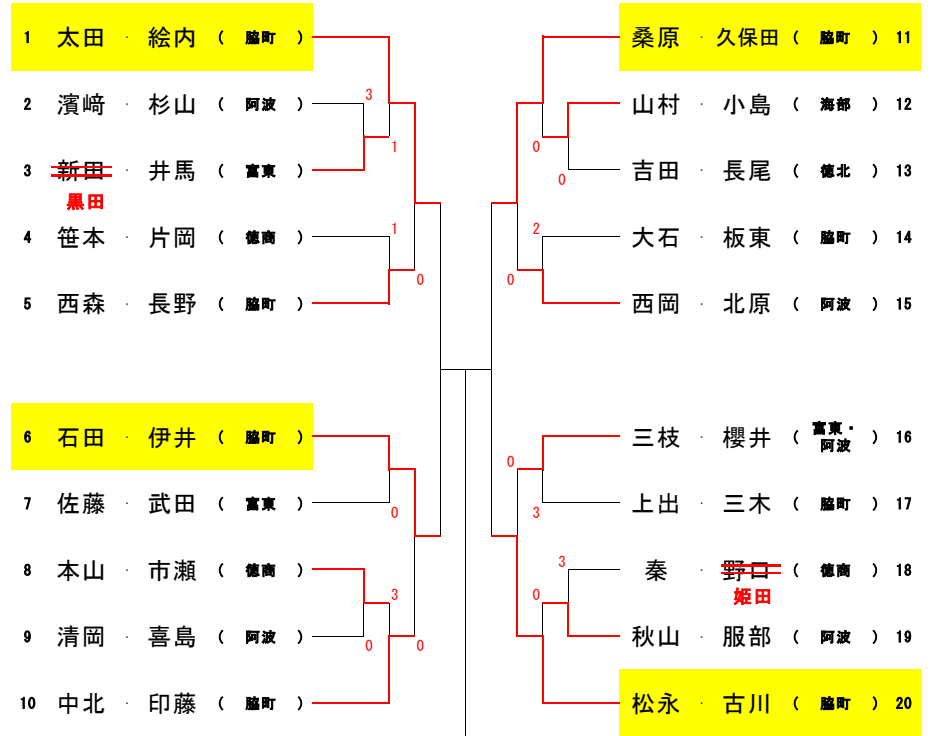 1 太田 ・ 絵内 ( 脇町 )
2 濱﨑 ・ 杉山 ( 阿波 )
3
1
3 新田 ・ 井馬 ( 富東 )
黒田
4 笹本 ・ 片岡 ( 徳商 )
1
0
5 西森 ・ 長野 ( 脇町 )
6 石田 ・ 伊井 ( 脇町 )
7 佐藤 ・ 武田 ( 富東 )
0
8 本山 ・ 市瀬 ( 徳商 )
3
9 清岡 ・ 喜島 ( 阿波 )
0
0
10 中北 ・ 印藤 ( 脇町 )
桑原 ・ 久保田 ( 脇町 ) 11
山村 ・ 小島 ( 海部 ) 12
0
0
吉田 ・ 長尾 ( 徳北 ) 13
2
大石 ・ 板東 ( 脇町 ) 14
0
西岡 ・ 北原 ( 阿波 ) 15
0
三枝 ・ 櫻井 ( 富東・阿波 ) 16
3
上出 ・ 三木 ( 脇町 ) 17
3
秦 ・ 野口 ( 徳商 ) 18
姫田
0
秋山 ・ 服部 ( 阿波 ) 19
松永 ・ 古川 ( 脇町 ) 20